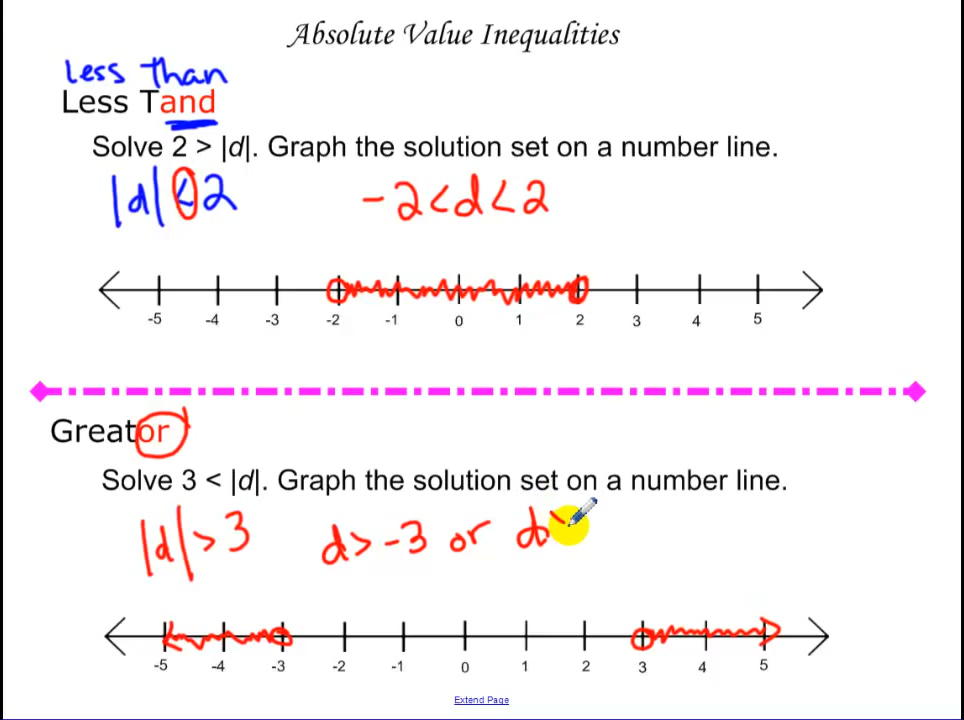 Absolute Value Inequalities
less than
Less Tand
Solve 2 > |d|. Graph the solution set on a number line.
|d| < 2 -2 < d < 2
-5 -4 -3 -2 -1 0 1 2 3 4 5
Greator
Solve 3 < |d|. Graph the solution set on a number line.
|d| > 3 d > -3 or d
-5 -4 -3 -2 -1 0 1 2 3 4 5
Extend Page